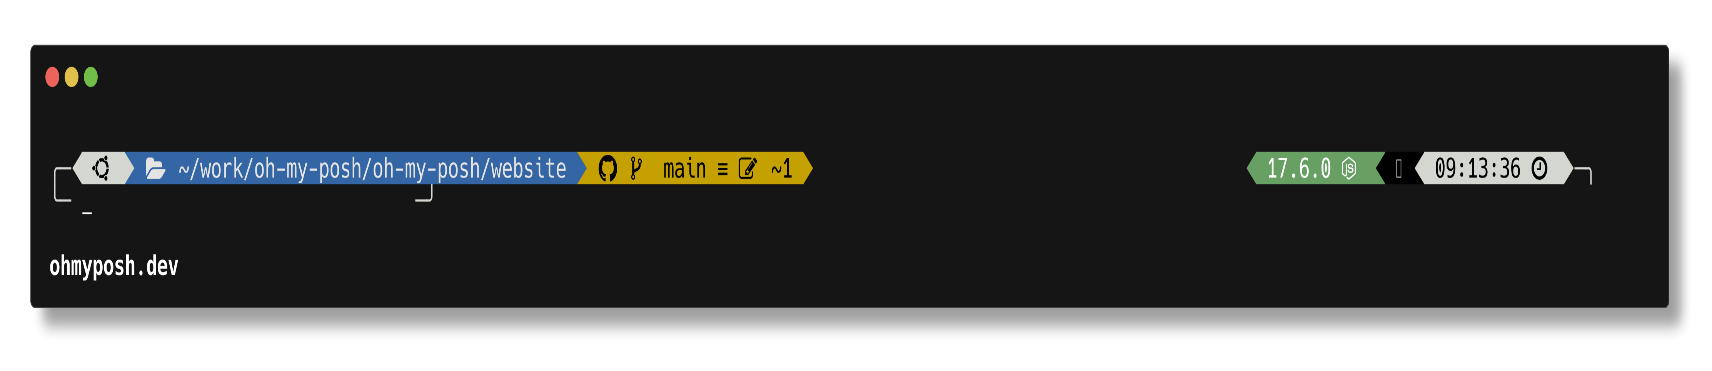 ~/work/oh-my-posh/oh-my-posh/website main ≡ ~1 17.6.0 09:13:36
_
ohmyposh.dev